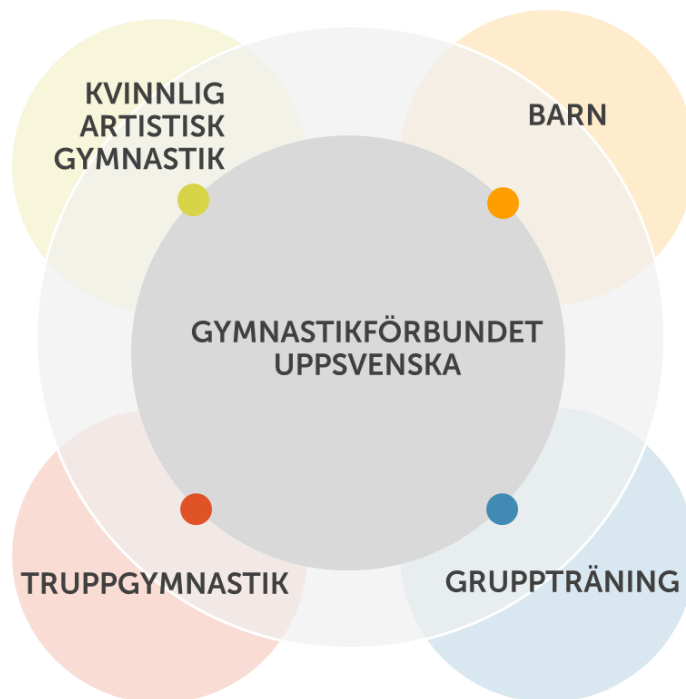 KVINNLIG
ARTISTISK
GYMNASTIK
BARN
GYMNASTIKFÖRBUNDET
UPPSVENSKA
TRUPPGYMNASTIK
GRUPPTRÄNING